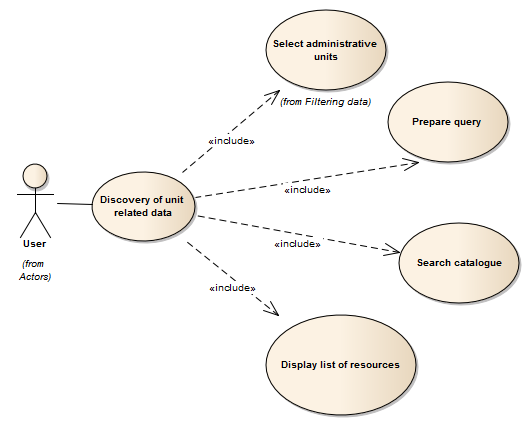 Select administrative
units
(from Filtering data)
«include»
Prepare query
«include»
Discovery of unit
related data
User
(from
Actors)
«include»
Search catalogue
«include»
Display list of resources